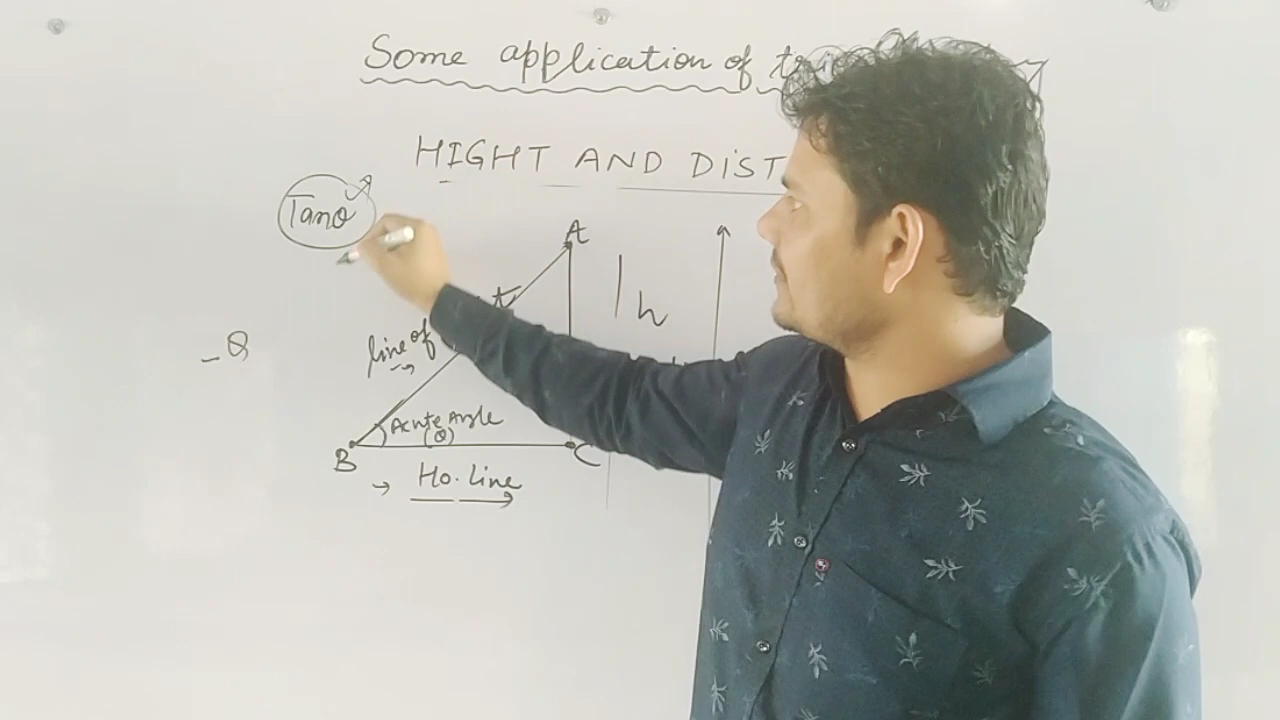 Some application of
HIGHT AND DIST
Tanθ
A
h
line of
- θ
Acute Angle
(θ)
B
C
→ Ho. line